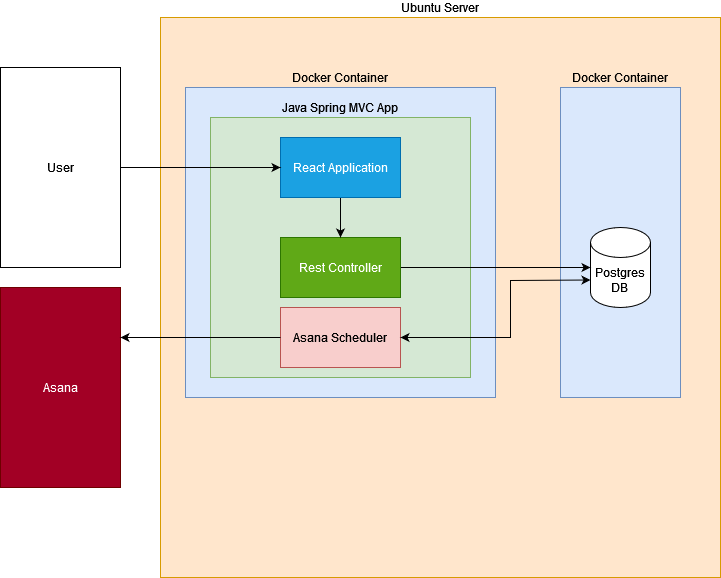 Ubuntu Server
Docker Container
Docker Container
Java Spring MVC App
User
React Application
Rest Controller
Postgres
DB
Asana Scheduler
Asana